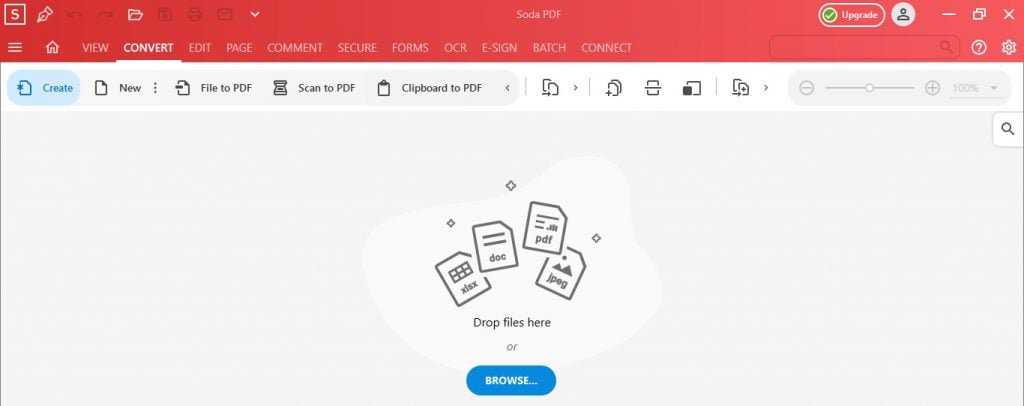 S Soda PDF Upgrade
VIEW CONVERT EDIT PAGE COMMENT SECURE FORMS OCR E-SIGN BATCH CONNECT
Create New File to PDF Scan to PDF Clipboard to PDF 100%
pdf
doc
jpeg
xlsx
Drop files here
or
BROWSE...